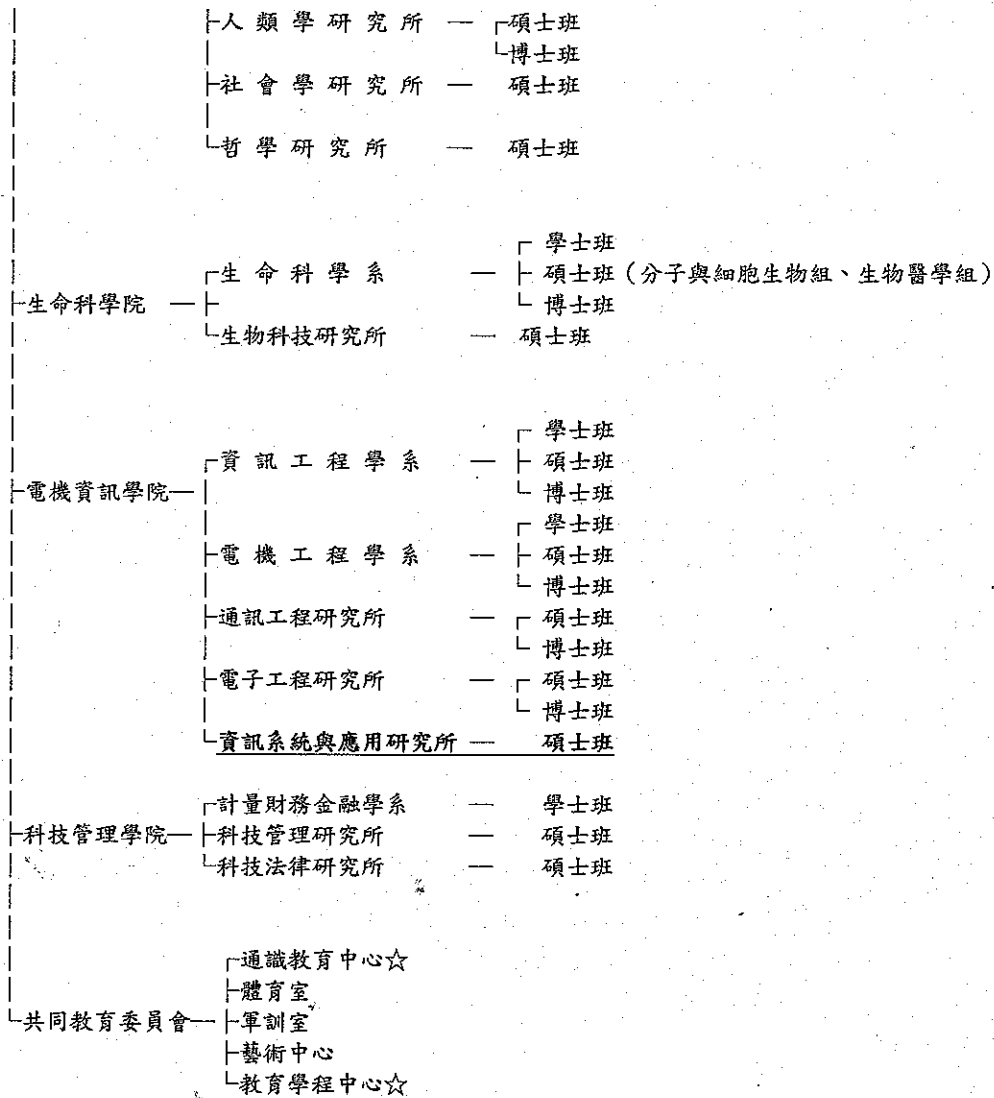 人類學研究所 — 碩士班
博士班
社會學研究所 — 碩士班
哲學研究所 — 碩士班
學士班
生命科學系 — 碩士班(分子與細胞生物組、生物醫學組)
生命科學院 — 博士班
生物科技研究所 — 碩士班
學士班
資訊工程學系 — 碩士班
電機資訊學院 — 博士班
學士班
電機工程學系 — 碩士班
博士班
通訊工程研究所 — 碩士班
博士班
電子工程研究所 — 碩士班
博士班
資訊系統與應用研究所 — 碩士班
計量財務金融學系 — 學士班
科技管理學院 — 科技管理研究所 — 碩士班
科技法律研究所 — 碩士班
通識教育中心☆
體育室
共同教育委員會 — 軍訓室
藝術中心
教育學程中心☆